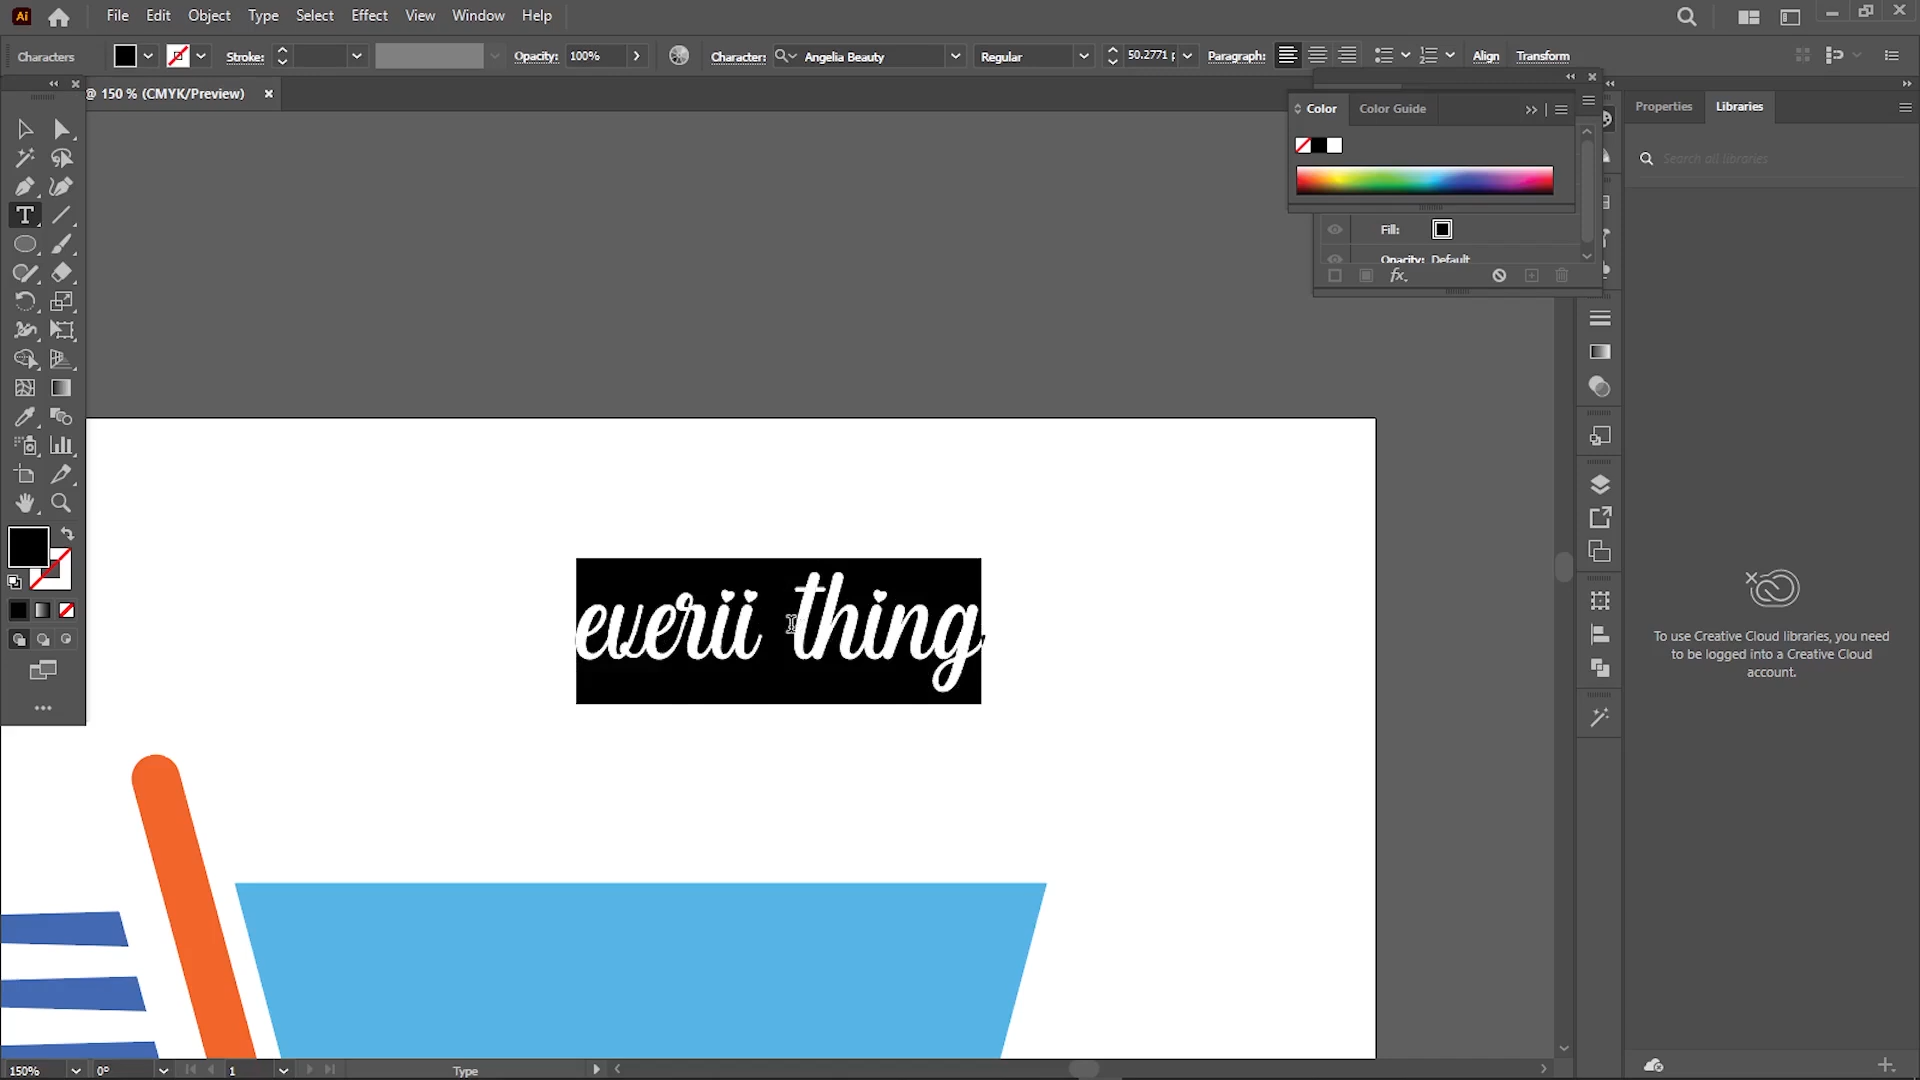 Ai File Edit Object Type Select Effect View Window Help
Characters Stroke: Opacity: 100% Character: Angelia Beauty Regular 50.2771 Paragraph: Align Transform
@ 150 % (CMYK/Preview)
Color Color Guide
Properties Libraries
Search all libraries
Fill:
Opacity: Default
fx
T
everii thing
To use Creative Cloud libraries, you need
to be logged into a Creative Cloud
account.
150% 0° 1 Type